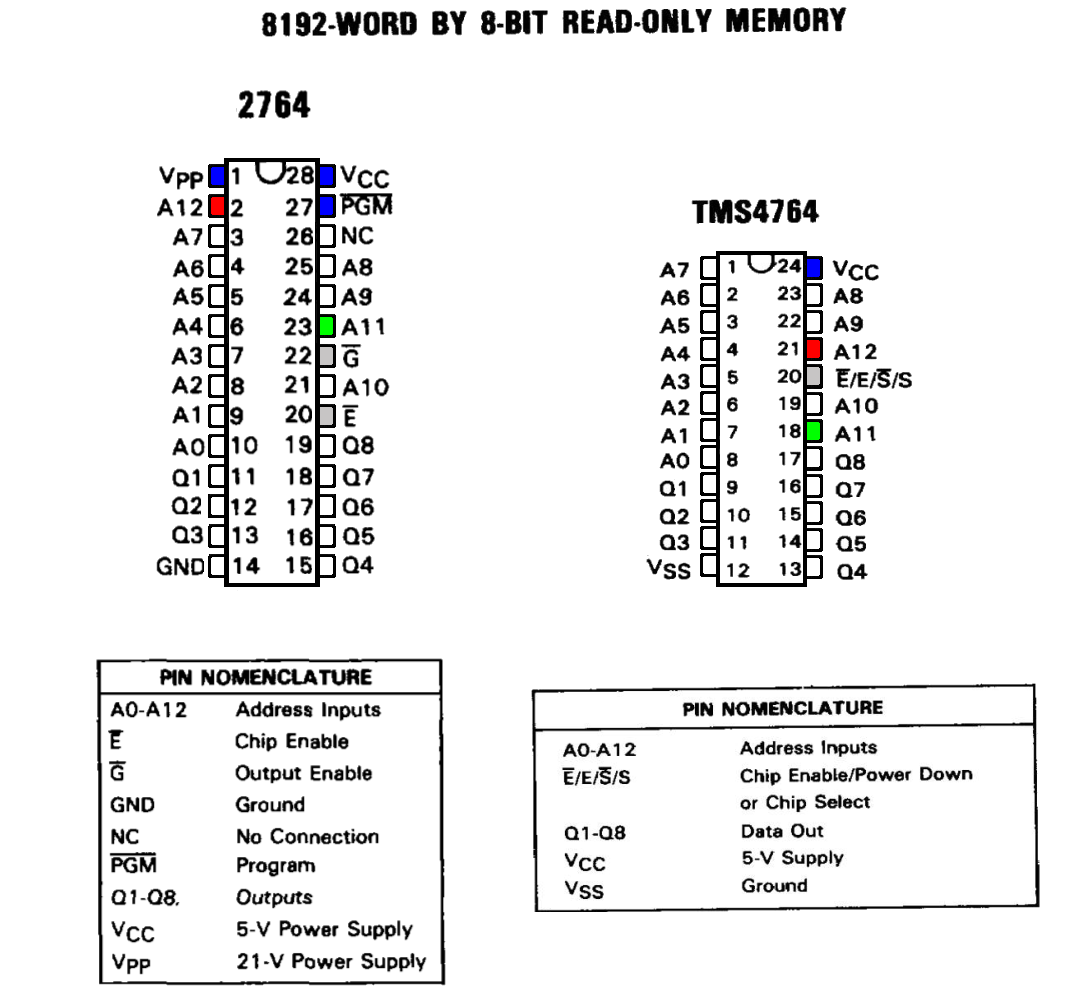 8192-WORD BY 8-BIT READ-ONLY MEMORY
2764
VPP 1 28 VCC
A12 2 27 P̅G̅M̅
A7 3 26 NC
A6 4 25 A8
A5 5 24 A9
A4 6 23 A11
A3 7 22 G̅
A2 8 21 A10
A1 9 20 E̅
A0 10 19 Q8
Q1 11 18 Q7
Q2 12 17 Q6
Q3 13 16 Q5
GND 14 15 Q4
TMS4764
A7 1 24 VCC
A6 2 23 A8
A5 3 22 A9
A4 4 21 A12
A3 5 20 E̅/E/S̅/S
A2 6 19 A10
A1 7 18 A11
A0 8 17 Q8
Q1 9 16 Q7
Q2 10 15 Q6
Q3 11 14 Q5
VSS 12 13 Q4
PIN NOMENCLATURE
A0-A12 Address Inputs
E̅ Chip Enable
G̅ Output Enable
GND Ground
NC No Connection
P̅G̅M̅ Program
Q1-Q8. Outputs
VCC 5-V Power Supply
VPP 21-V Power Supply
PIN NOMENCLATURE
A0-A12 Address Inputs
E̅/E/S̅/S Chip Enable/Power Down
or Chip Select
Q1-Q8 Data Out
VCC 5-V Supply
VSS Ground